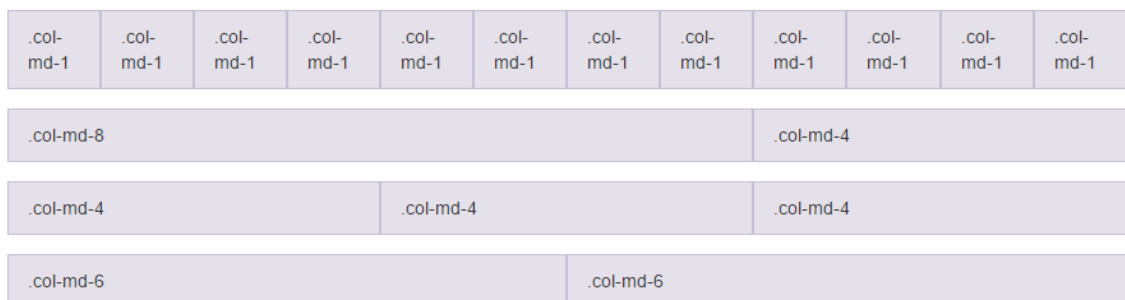 .col- .col- .col- .col- .col- .col- .col- .col- .col- .col- .col- .col-
md-1 md-1 md-1 md-1 md-1 md-1 md-1 md-1 md-1 md-1 md-1 md-1
.col-md-8 .col-md-4
.col-md-4 .col-md-4 .col-md-4
.col-md-6 .col-md-6